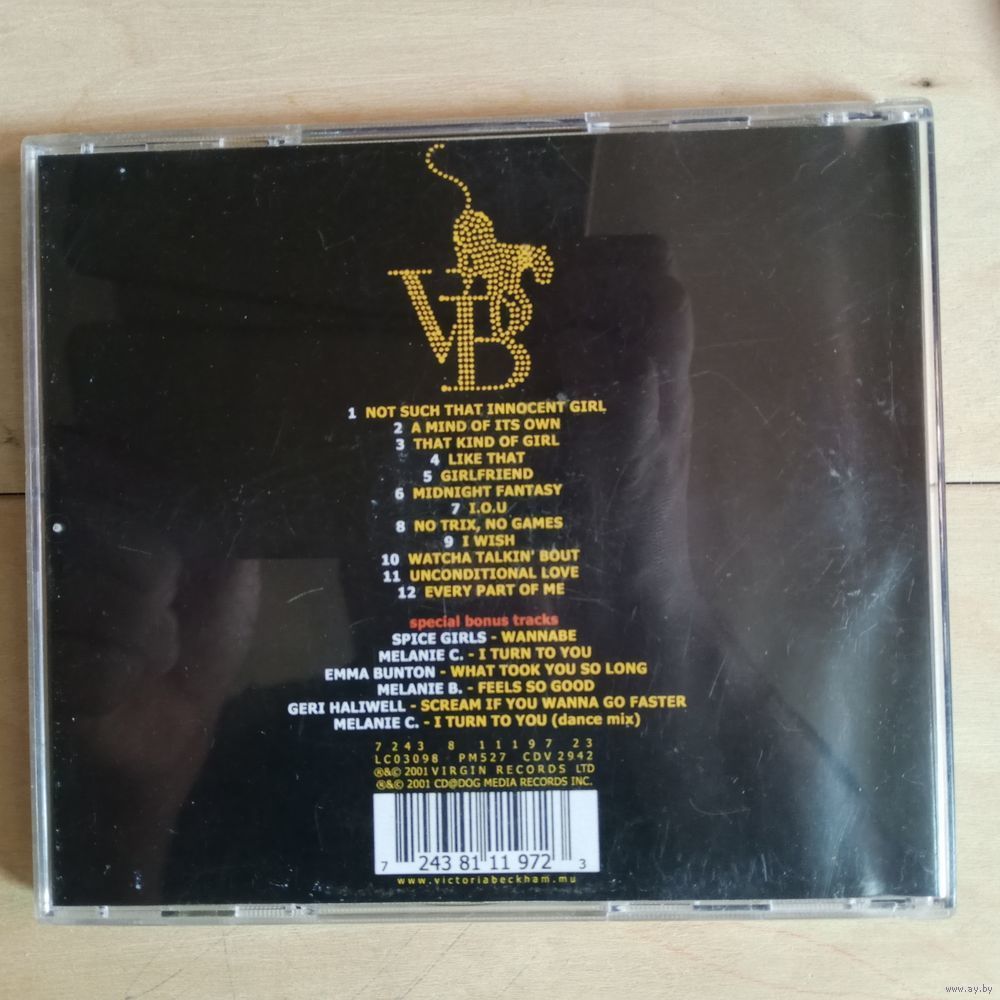 VB
1 NOT SUCH THAT INNOCENT GIRL
2 A MIND OF ITS OWN
3 THAT KIND OF GIRL
4 LIKE THAT
5 GIRLFRIEND
6 MIDNIGHT FANTASY
7 I.O.U
8 NO TRIX, NO GAMES
9 I WISH
10 WATCHA TALKIN' BOUT
11 UNCONDITIONAL LOVE
12 EVERY PART OF ME
special bonus tracks
SPICE GIRLS - WANNABE
MELANIE C. - I TURN TO YOU
EMMA BUNTON - WHAT TOOK YOU SO LONG
MELANIE B. - FEELS SO GOOD
GERI HALIWELL - SCREAM IF YOU WANNA GO FASTER
MELANIE C. - I TURN TO YOU (dance mix)
7 243 8 11197 23
LC03098 PM527 CDV 2942
®&© 2001 VIRGIN RECORDS LTD
®&© 2001 CD@DOG MEDIA RECORDS INC.
7 243 81 11 972 3
www.victoriabeckham.mu
www.ay.by